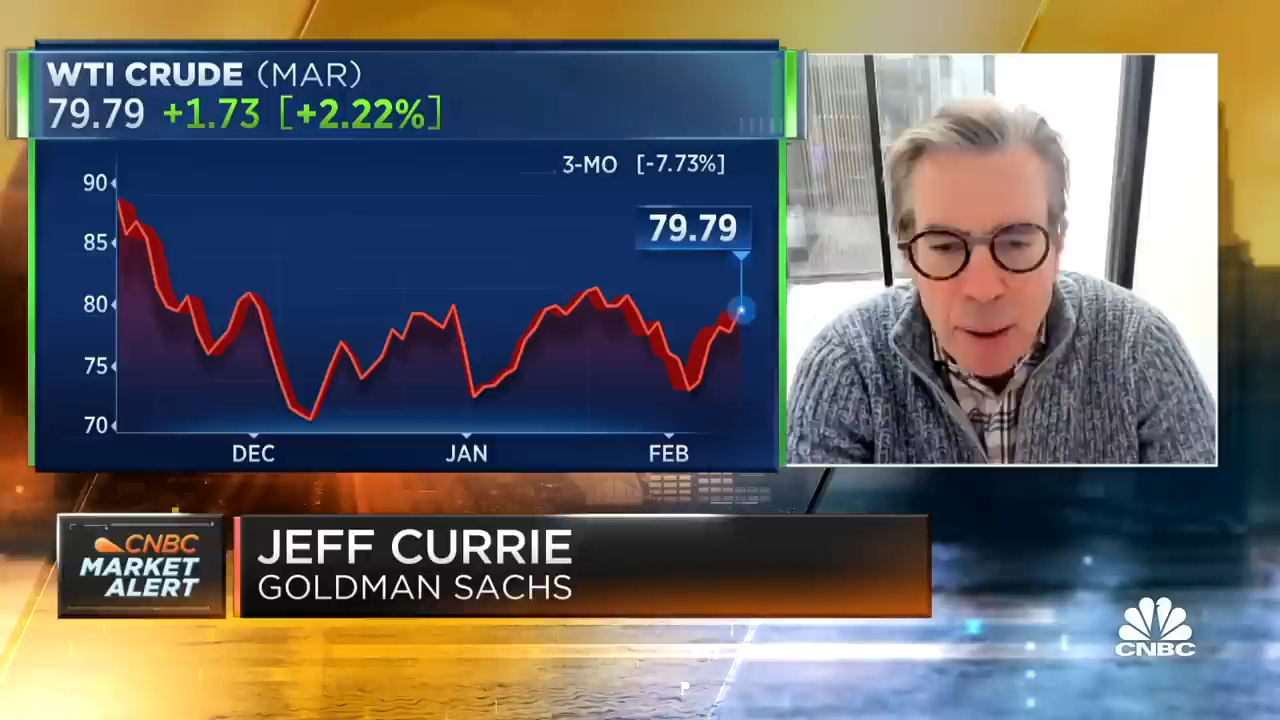 WTI CRUDE (MAR)
79.79 +1.73 [+2.22%]
3-MO [-7.73%]
79.79
90
85
80
75
70
DEC JAN FEB
CNBC
MARKET
ALERT
JEFF CURRIE
GOLDMAN SACHS
CNBC
P